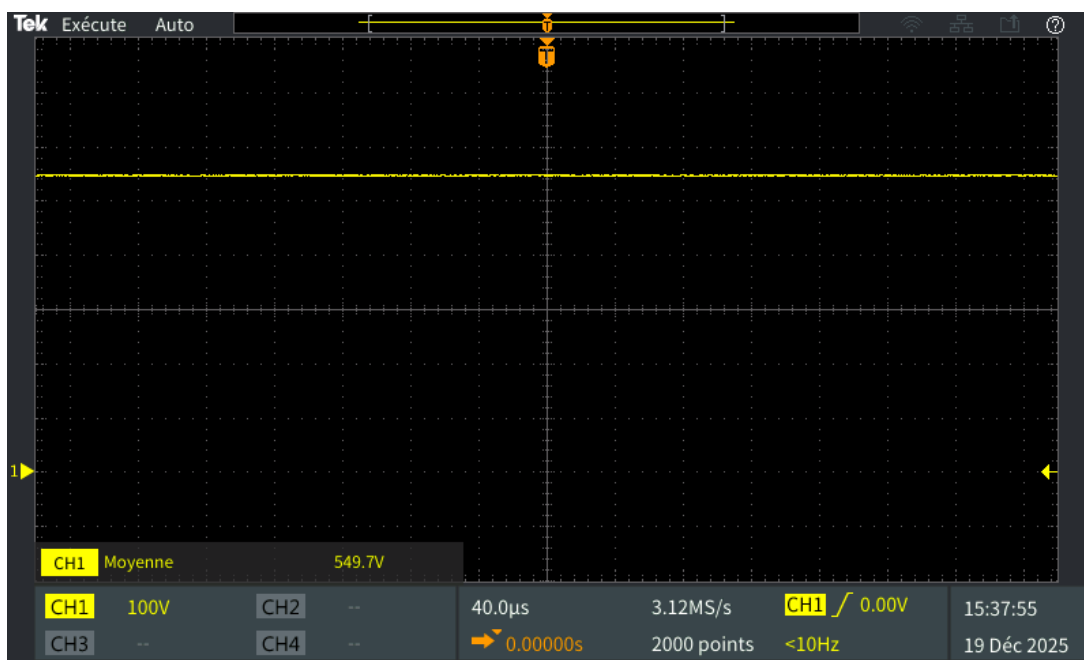 Tek Exécute Auto
T
T
1
CH1 Moyenne 549.7V
CH1 100V CH2 -- 40.0µs 3.12MS/s CH1 0.00V 15:37:55
CH3 -- CH4 -- 0.00000s 2000 points <10Hz 19 Déc 2025